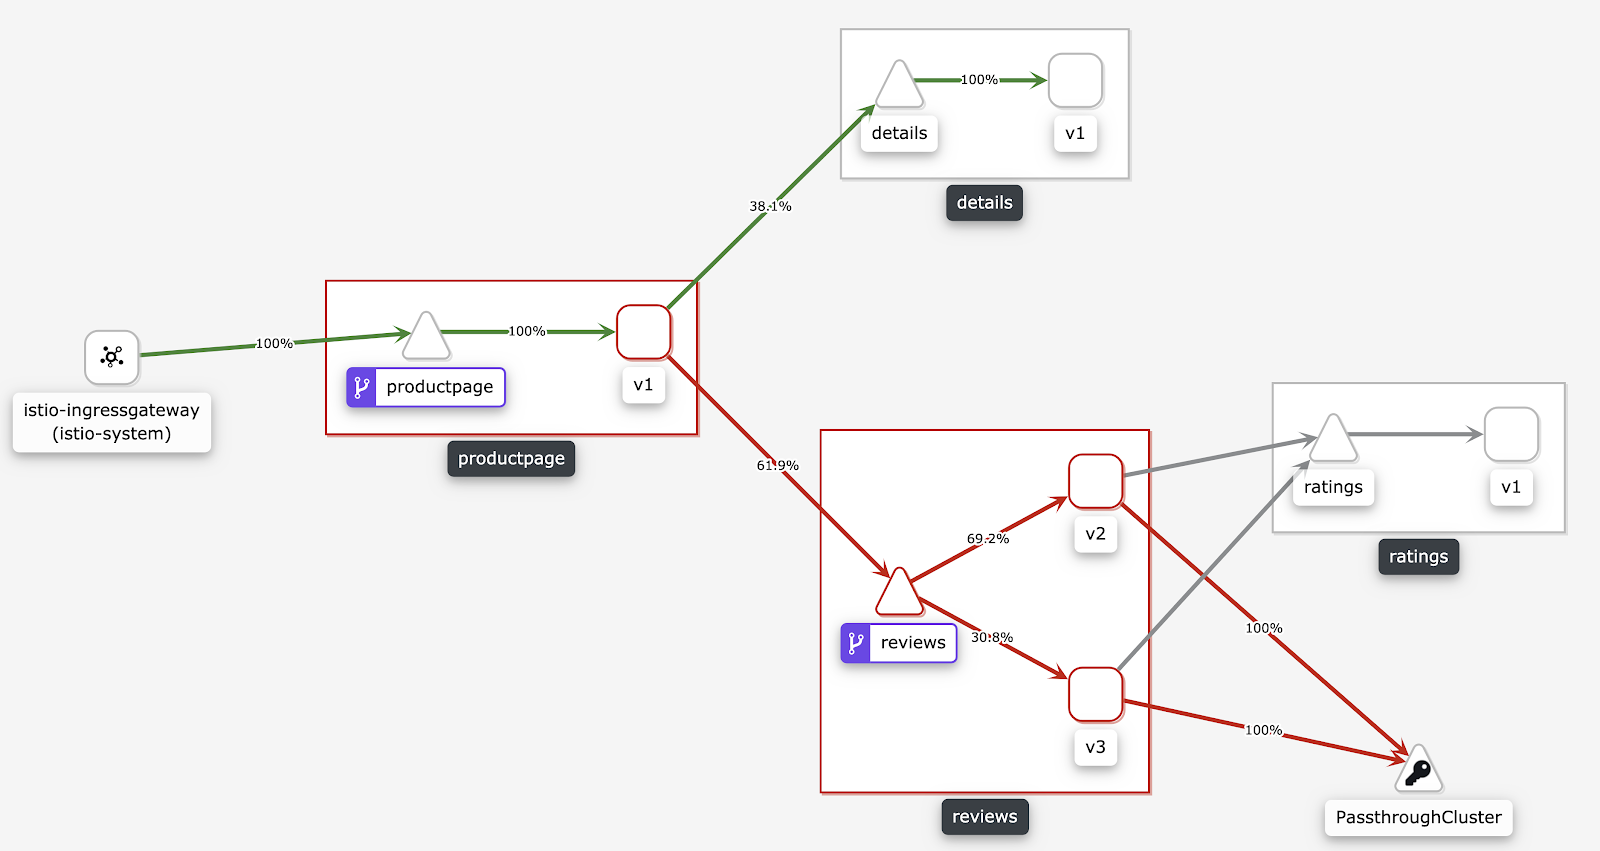 100%
details
v1
details
38.1%
100%
100%
productpage
v1
productpage
istio-ingressgateway
(istio-system)
61.9%
69.2%
v2
30.8%
reviews
v3
reviews
ratings
v1
ratings
100%
100%
PassthroughCluster